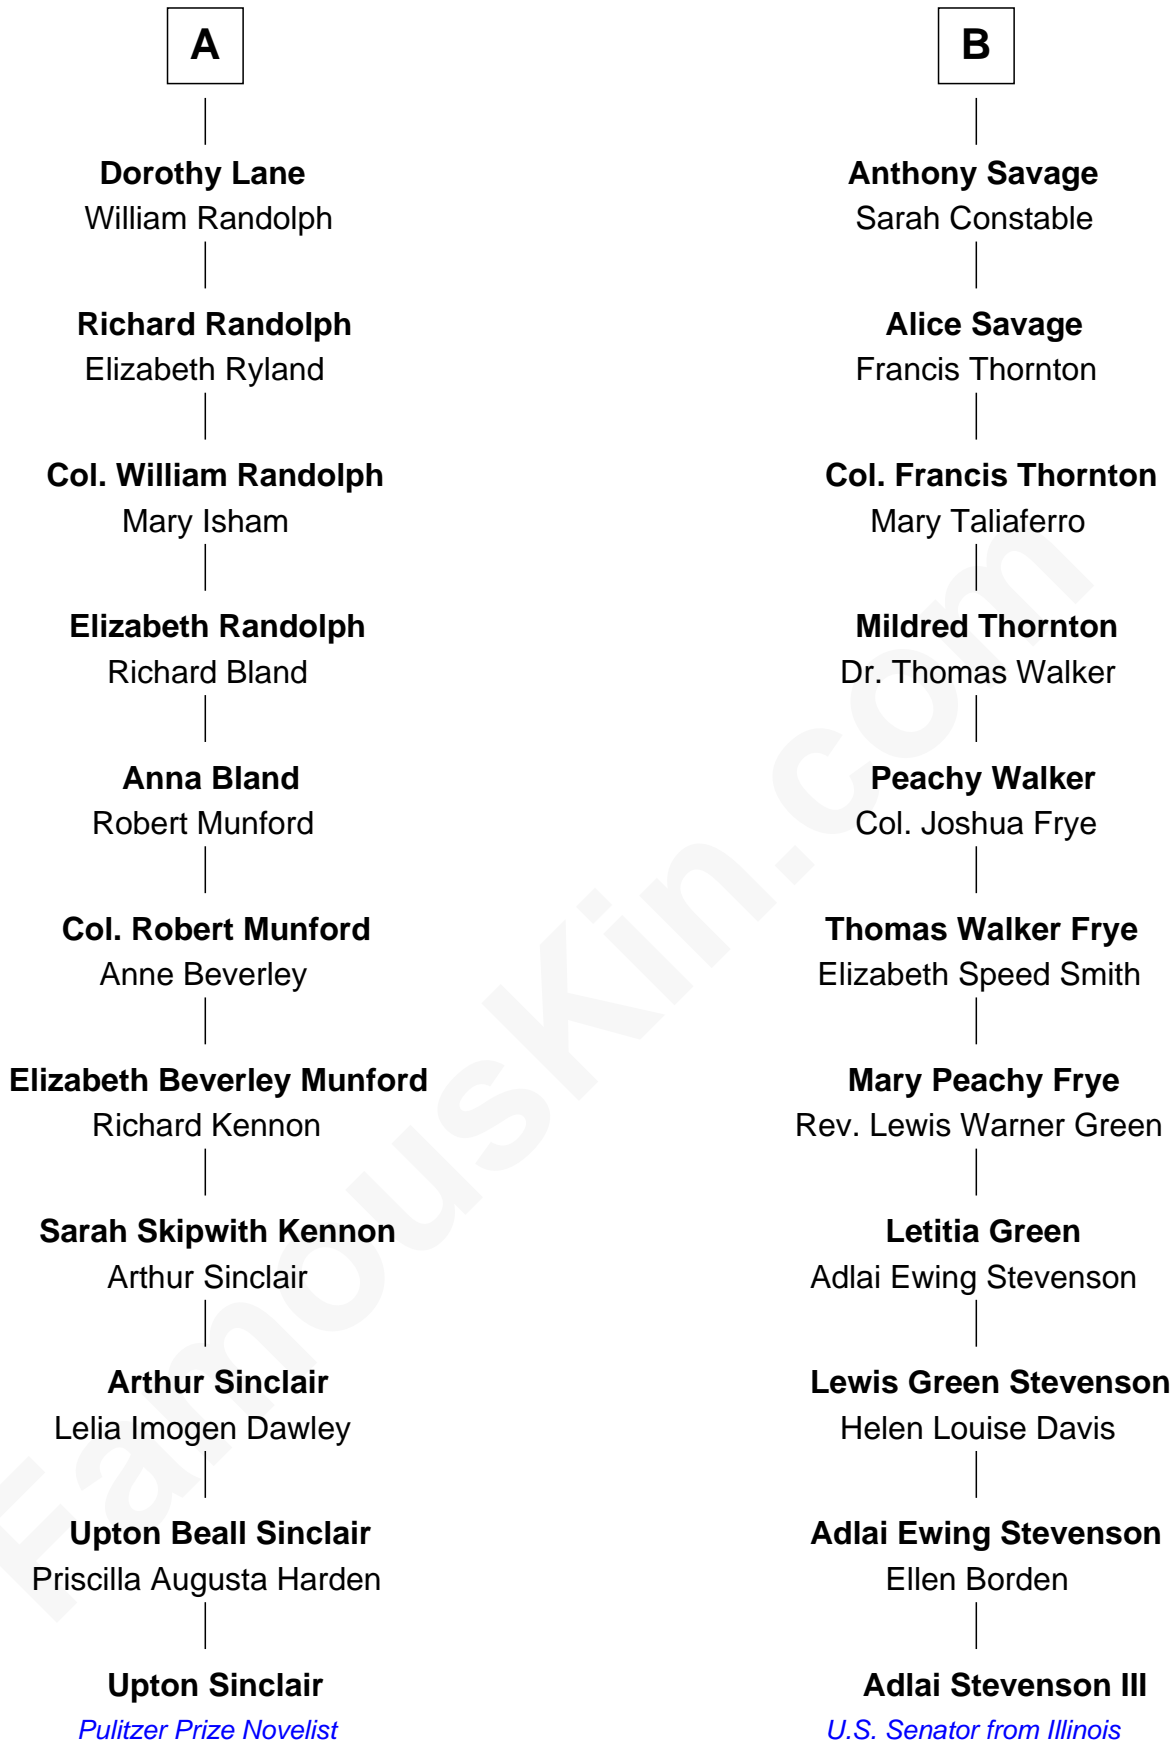 A
Dorothy Lane
William Randolph
Richard Randolph
Elizabeth Ryland
Col. William Randolph
Mary Isham
Elizabeth Randolph
Richard Bland
Anna Bland
Robert Munford
Col. Robert Munford
Anne Beverley
Elizabeth Beverley Munford
Richard Kennon
Sarah Skipwith Kennon
Arthur Sinclair
Arthur Sinclair
Lelia Imogen Dawley
Upton Beall Sinclair
Priscilla Augusta Harden
Upton Sinclair
Pulitzer Prize Novelist
B
Anthony Savage
Sarah Constable
Alice Savage
Francis Thornton
Col. Francis Thornton
Mary Taliaferro
Mildred Thornton
Dr. Thomas Walker
Peachy Walker
Col. Joshua Frye
Thomas Walker Frye
Elizabeth Speed Smith
Mary Peachy Frye
Rev. Lewis Warner Green
Letitia Green
Adlai Ewing Stevenson
Lewis Green Stevenson
Helen Louise Davis
Adlai Ewing Stevenson
Ellen Borden
Adlai Stevenson III
U.S. Senator from Illinois
FamousKin.com